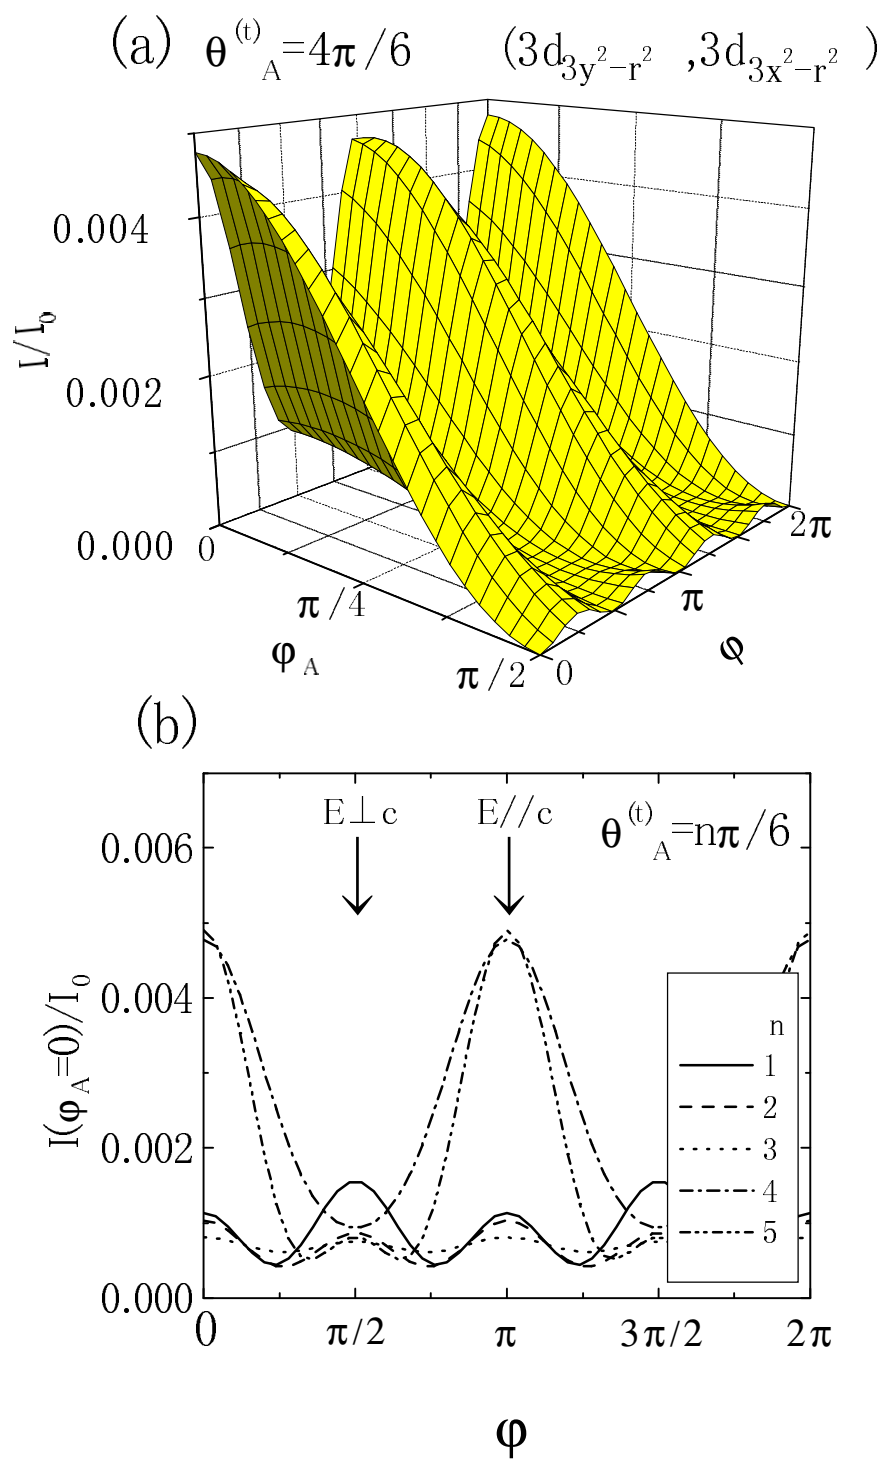 (a) θ^(t)_A=4π/6 (3d_3y²−r² ,3d_3x²−r² )
I/I_0
0.004
0.002
0.000
0
π/4
π/2
φ_A
0
π
2π
φ
(b)
E⊥c E//c θ^(t)_A=nπ/6
I(φ_A=0)/I_0
0.006
0.004
0.002
0.000
n
1
2
3
4
5
0 π/2 π 3π/2 2π
φ